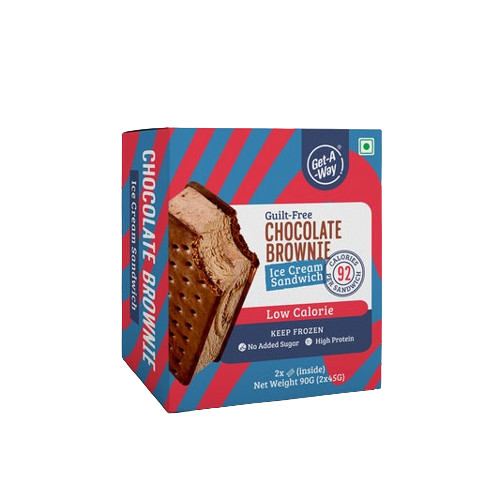 Get-A
-Way
®
Guilt-Free
CHOCOLATE
BROWNIE
Ice Cream
Sandwich
CALORIES
92
PER SANDWICH
Low Calorie
KEEP FROZEN
No Added Sugar
High Protein
2x (inside)
Net Weight 90G (2x45G)
CHOCOLATE BROWNIE
Ice Cream Sandwich